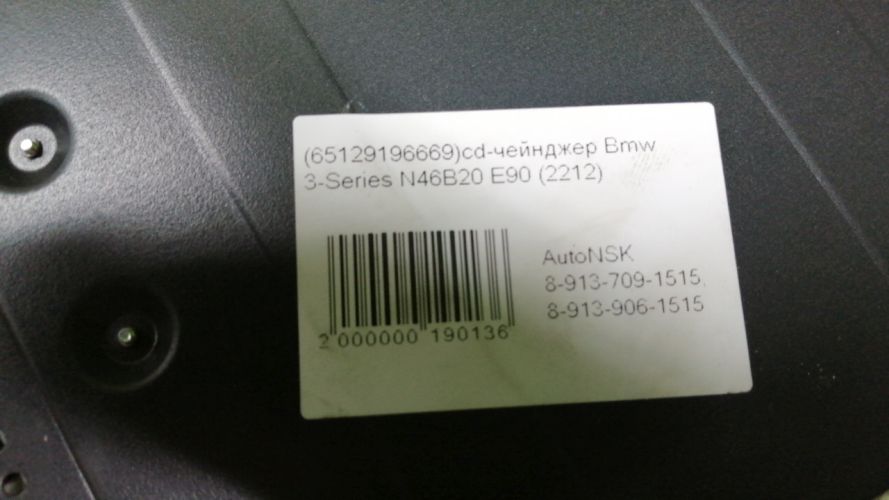 (65129196669)cd-чейнджер Bmw
3-Series N46B20 E90 (2212)
AutoNSK
8-913-709-1515,
8-913-906-1515
2 000000 190136